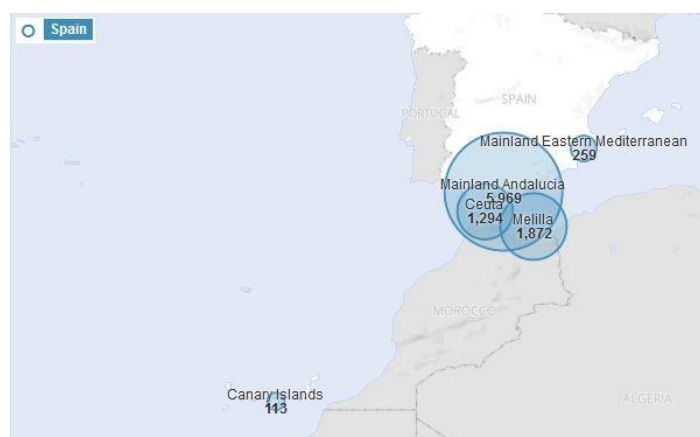 Spain
PORTUGAL
SPAIN
Mainland Eastern Mediterranean
259
Mainland Andalucia
5,969
Ceuta
1,294
Melilla
1,872
MOROCCO
Canary Islands
113
ALGERIA